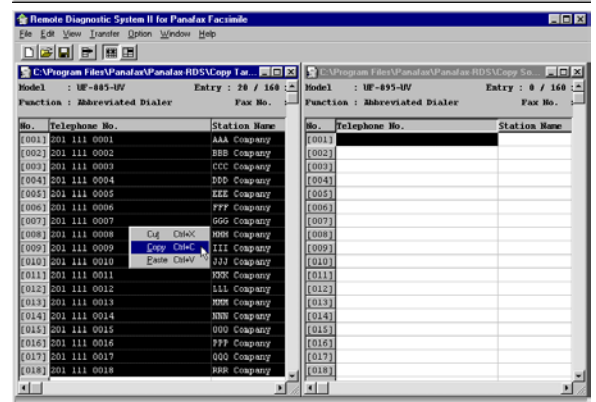 Remote Diagnostic System II for Panafax Facsimile
File Edit View Transfer Option Window Help
C:\Program Files\Panafax\Panafax-RDS\Copy Tar...
Model : UF-885-UV Entry : 20 / 160
Function : Abbreviated Dialer Fax No. :
No. Telephone No. Station Name
[001] 201 111 0001 AAA Company
[002] 201 111 0002 BBB Company
[003] 201 111 0003 CCC Company
[004] 201 111 0004 DDD Company
[005] 201 111 0005 EEE Company
[006] 201 111 0006 FFF Company
[007] 201 111 0007 GGG Company
[008] 201 111 0008 HHH Company
[009] 201 111 0009 III Company
[010] 201 111 0010 JJJ Company
[011] 201 111 0011 KKK Company
[012] 201 111 0012 LLL Company
[013] 201 111 0013 MMM Company
[014] 201 111 0014 NNN Company
[015] 201 111 0015 OOO Company
[016] 201 111 0016 PPP Company
[017] 201 111 0017 QQQ Company
[018] 201 111 0018 RRR Company
Cut Ctrl+X
Copy Ctrl+C
Paste Ctrl+V
C:\Program Files\Panafax\Panafax-RDS\Copy So...
Model : UF-895-UV Entry : 0 / 160
Function : Abbreviated Dialer Fax No. :
No. Telephone No. Station Name
[001]
[002]
[003]
[004]
[005]
[006]
[007]
[008]
[009]
[010]
[011]
[012]
[013]
[014]
[015]
[016]
[017]
[018]